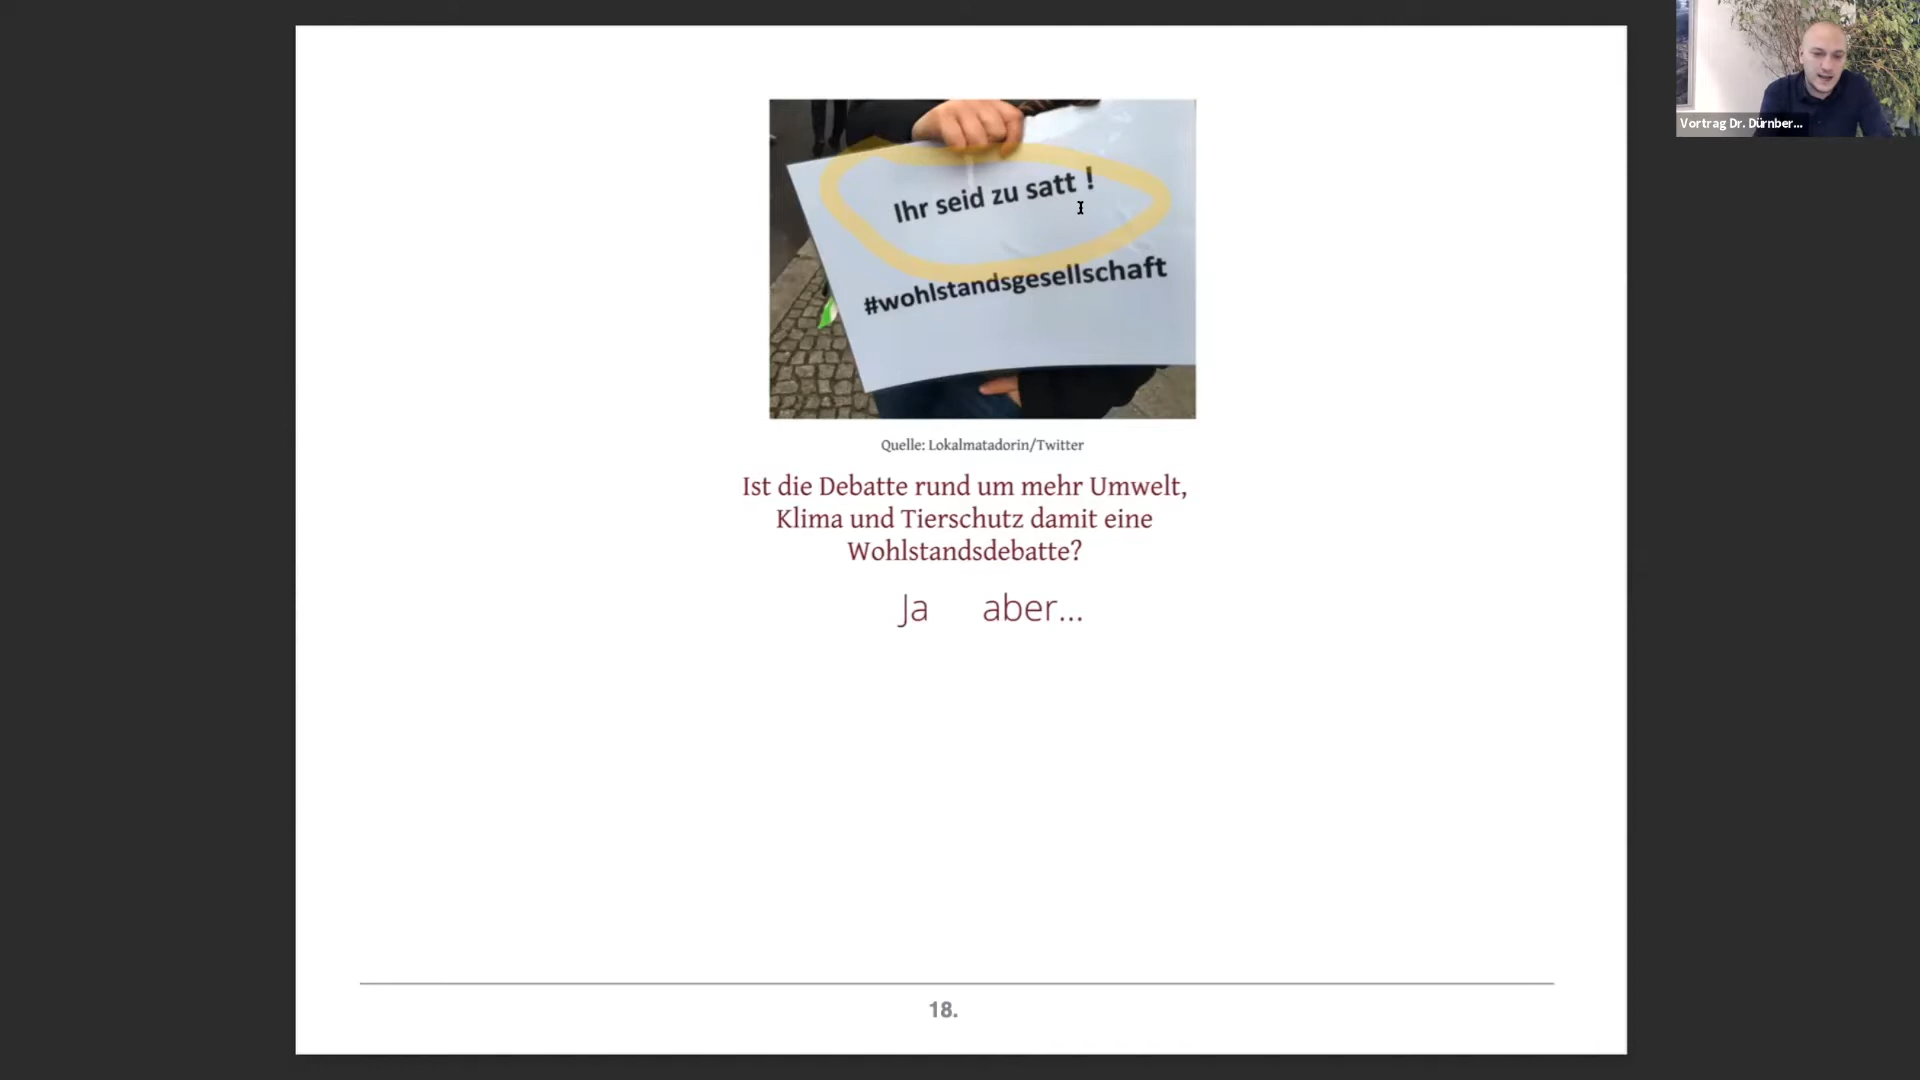 Vortrag Dr. Dürnber...
Ihr seid zu satt !
#wohlstandsgesellschaft
Quelle: Lokalmatadorin/Twitter
Ist die Debatte rund um mehr Umwelt,
Klima und Tierschutz damit eine
Wohlstandsdebatte?
Ja aber...
18.